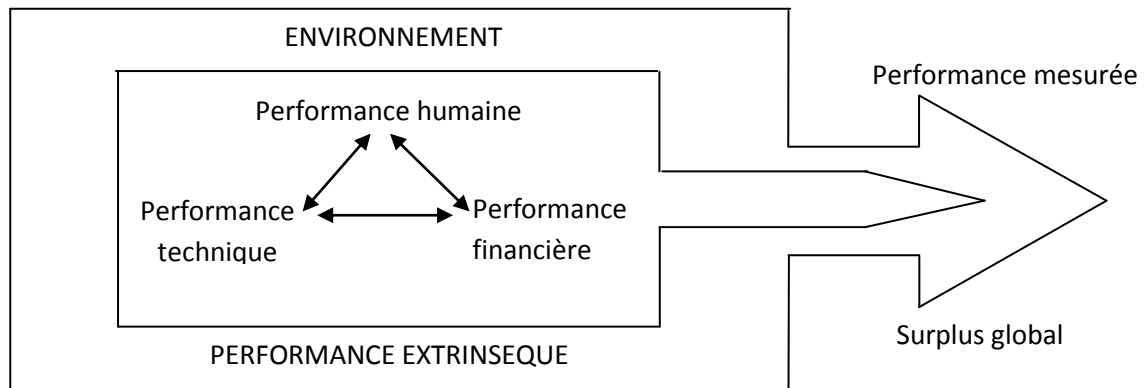 ENVIRONNEMENT
Performance mesurée
Performance humaine
Performance
technique
Performance
financière
Surplus global
PERFORMANCE EXTRINSEQUE